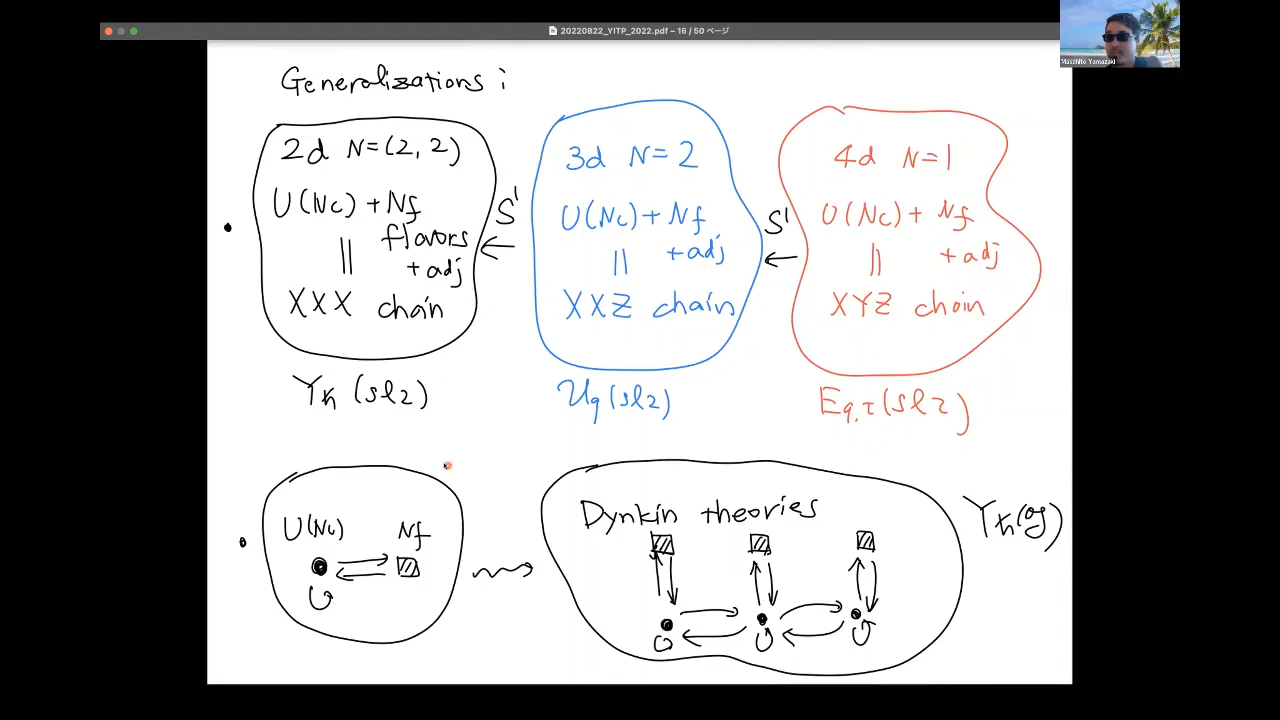 20220822_YITP_2022.pdf – 16 / 50 ページ
Masahito Yamazaki
Generalizations :
2d N=(2, 2)
U(Nc) + Nf
flavors
+ adj
||
XXX chain
Yℏ (sl2)
S¹
←
3d N=2
U(Nc) + Nf
+ adj
||
XXZ chain
Uq(sl2)
S¹
←
4d N=1
U(Nc) + Nf
+ adj
||
XYZ chain
Eq,τ(sl2)
U(Nc) Nf
Dynkin theories
Yℏ(g)